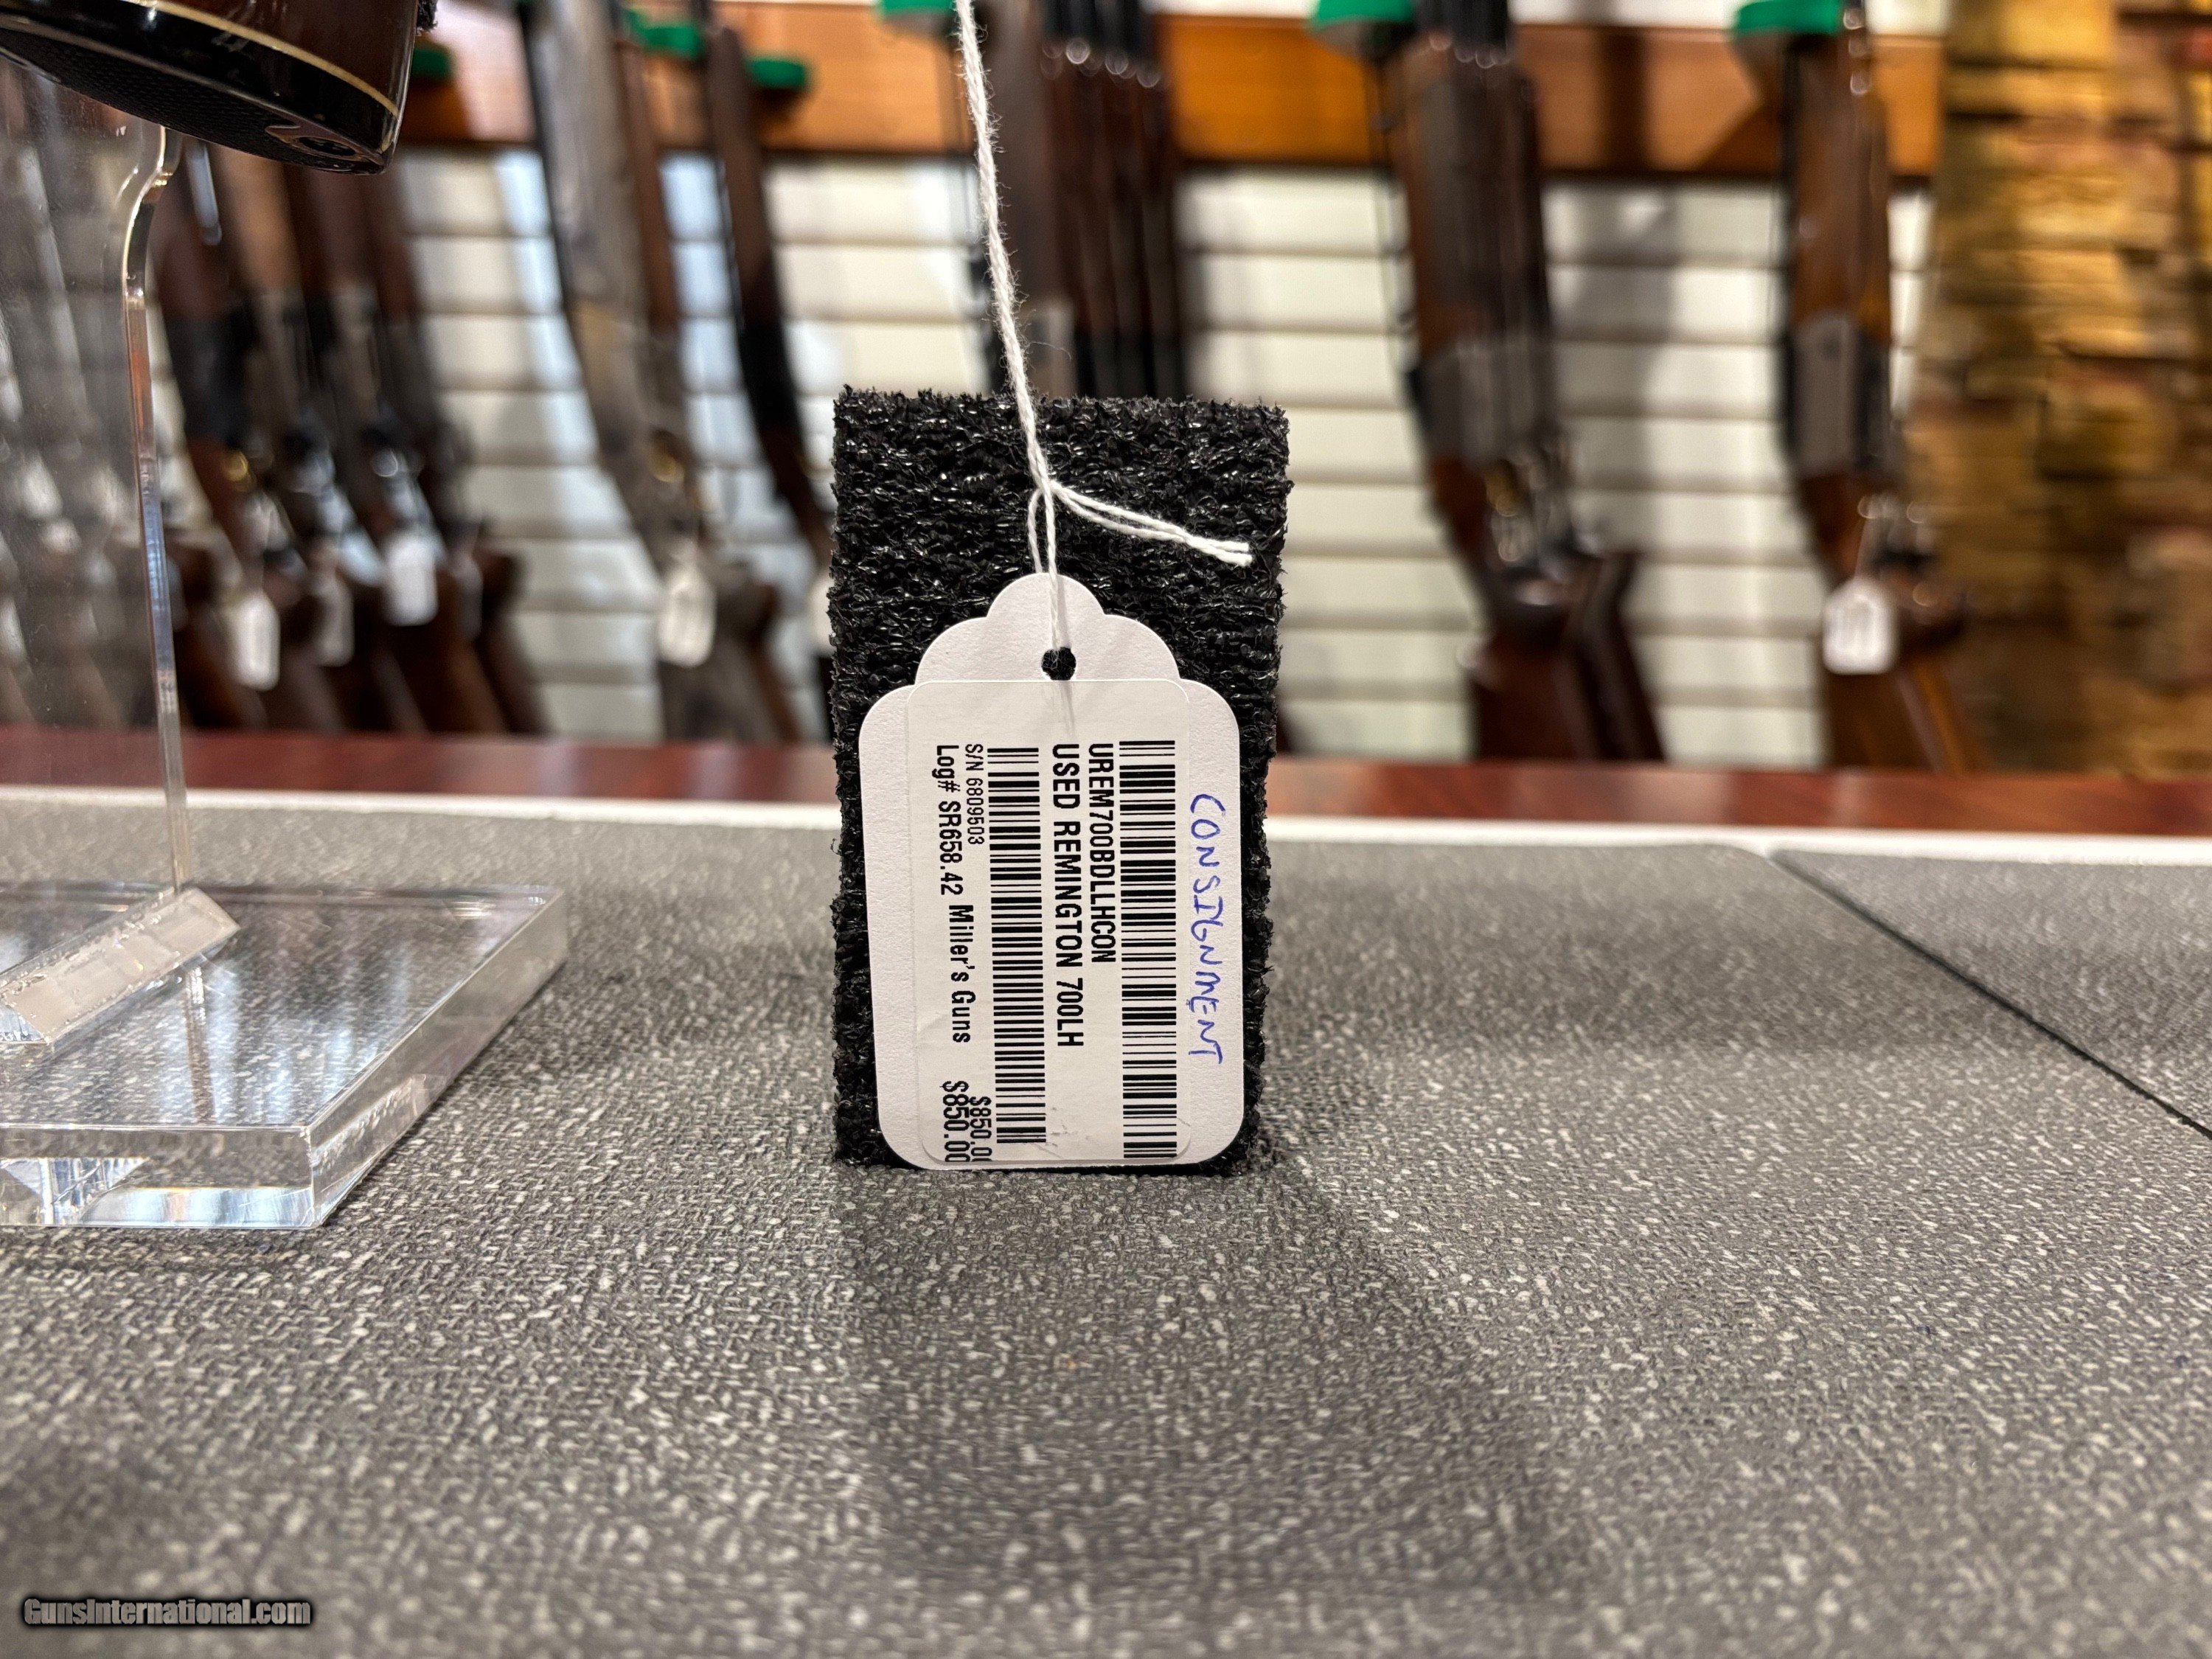 CONSIGNMENT
UREM700BDLLHCON
USED REMINGTON 700LH
S/N 6809503 $850.00
Log# SR658.42 Miller's Guns $850.00
GunsInternational.com